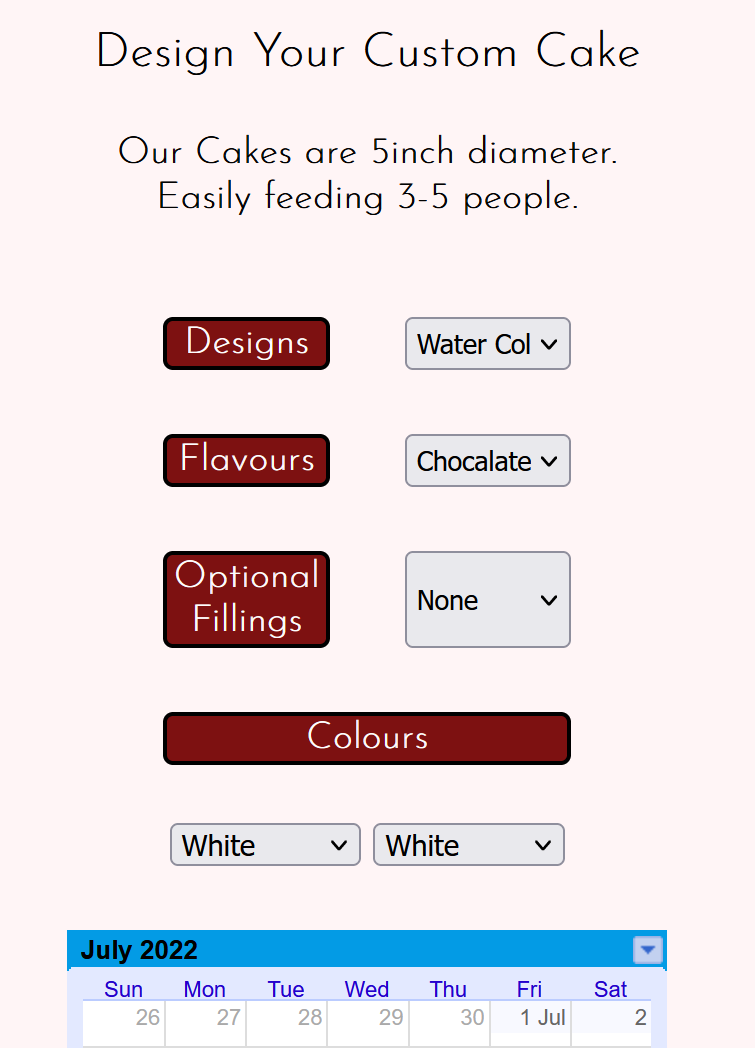 Design Your Custom Cake
Our Cakes are 5inch diameter.
Easily feeding 3-5 people.
Designs Water Col
Flavours Chocalate
Optional
Fillings
None
Colours
White White
July 2022
Sun Mon Tue Wed Thu Fri Sat
26 27 28 29 30 1 Jul 2